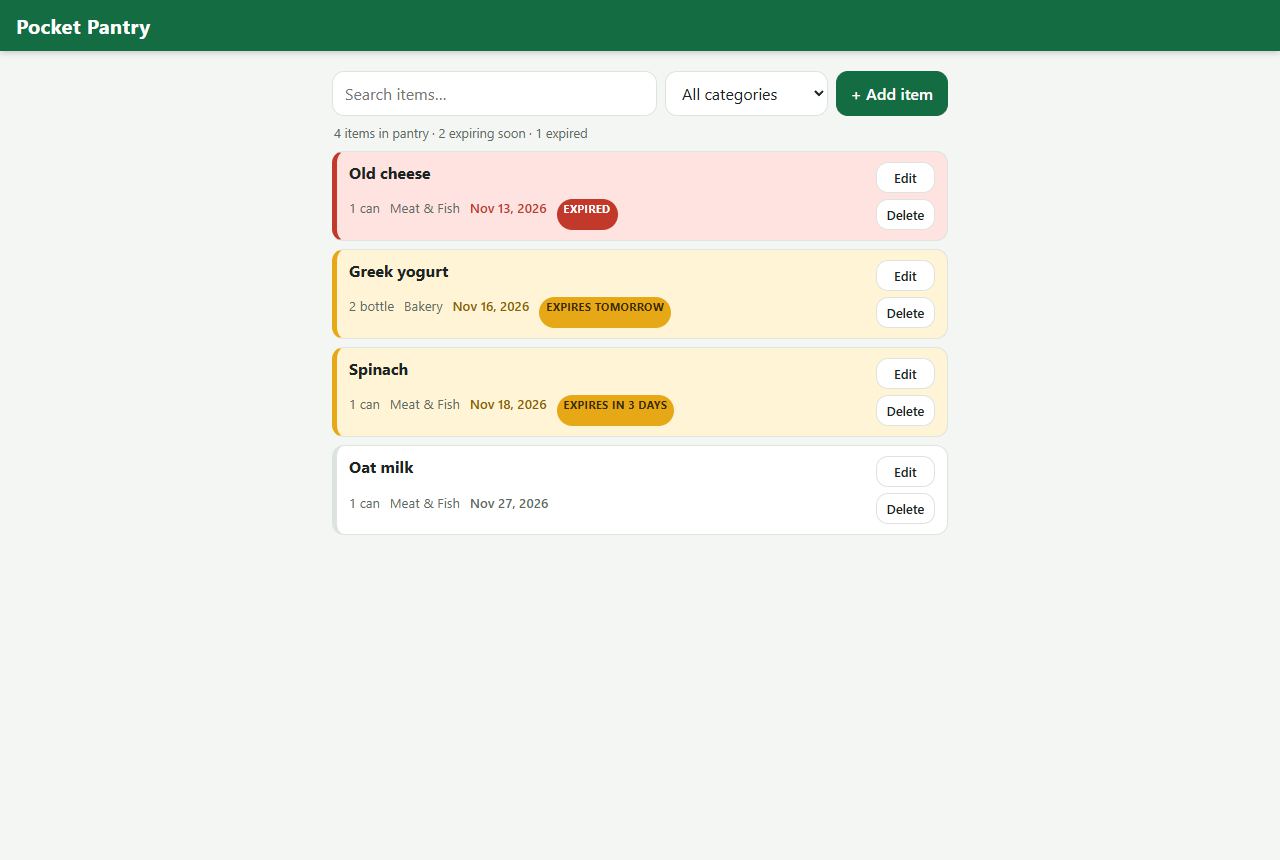 Pocket Pantry
Search items... All categories + Add item
4 items in pantry · 2 expiring soon · 1 expired
Old cheese Edit
1 can Meat & Fish Nov 13, 2026 EXPIRED Delete
Greek yogurt Edit
2 bottle Bakery Nov 16, 2026 EXPIRES TOMORROW Delete
Spinach Edit
1 can Meat & Fish Nov 18, 2026 EXPIRES IN 3 DAYS Delete
Oat milk Edit
1 can Meat & Fish Nov 27, 2026 Delete